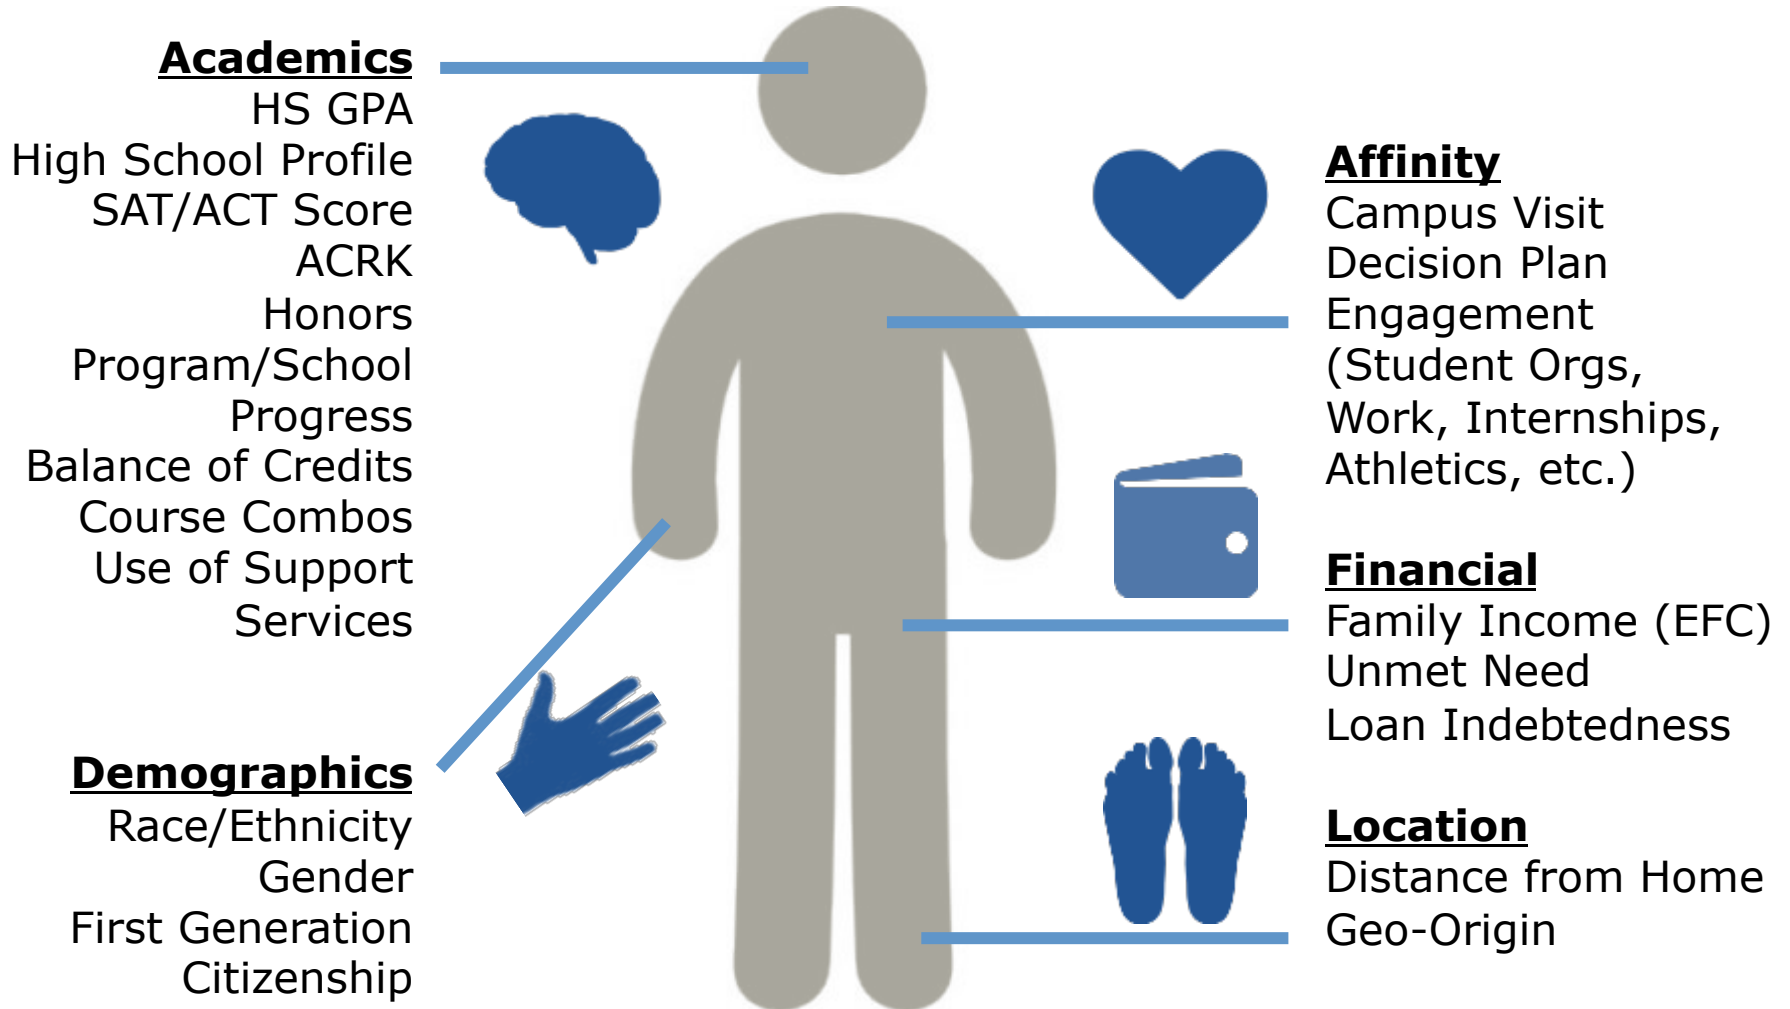 Academics
HS GPA
High School Profile
SAT/ACT Score
ACRK
Honors
Program/School
Progress
Balance of Credits
Course Combos
Use of Support
Services
Demographics
Race/Ethnicity
Gender
First Generation
Citizenship
Affinity
Campus Visit
Decision Plan
Engagement
(Student Orgs,
Work, Internships,
Athletics, etc.)
Financial
Family Income (EFC)
Unmet Need
Loan Indebtedness
Location
Distance from Home
Geo-Origin